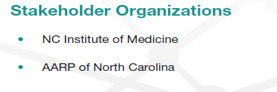 Stakeholder Organizations
• NC Institute of Medicine
• AARP of North Carolina